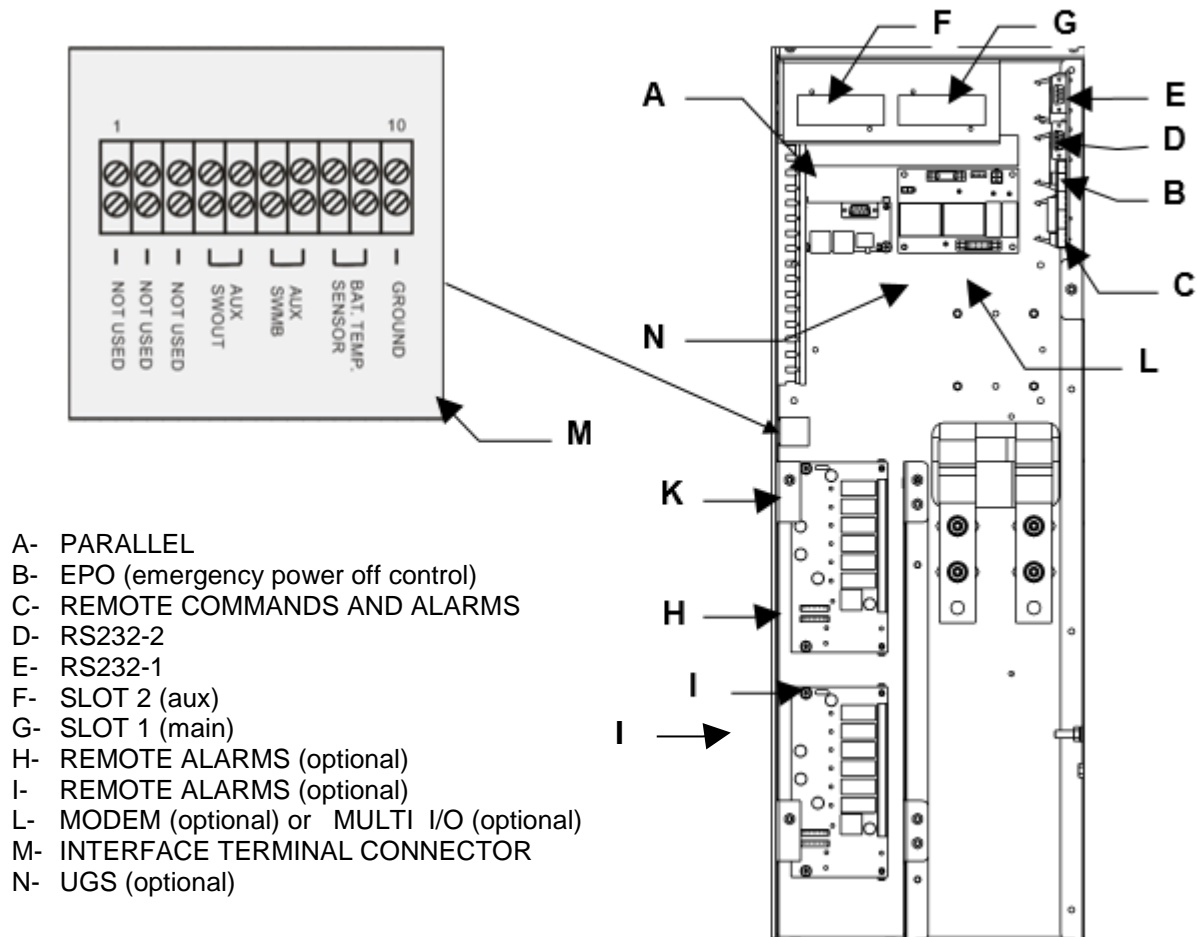 F G
A
E
D
B
C
N
L
K
H
I
I
1 10
NOT USED
NOT USED
NOT USED
AUX
SWOUT
AUX
SWMB
BAT. TEMP.
SENSOR
GROUND
M
A- PARALLEL
B- EPO (emergency power off control)
C- REMOTE COMMANDS AND ALARMS
D- RS232-2
E- RS232-1
F- SLOT 2 (aux)
G- SLOT 1 (main)
H- REMOTE ALARMS (optional)
I- REMOTE ALARMS (optional)
L- MODEM (optional) or MULTI I/O (optional)
M- INTERFACE TERMINAL CONNECTOR
N- UGS (optional)